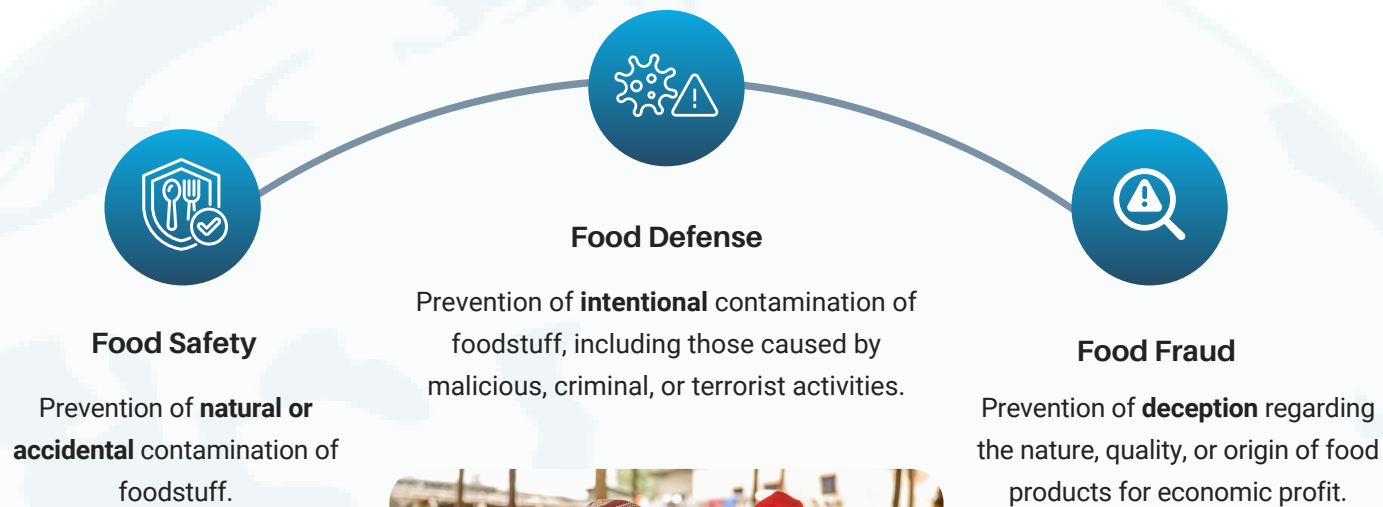 Food Safety
Prevention of natural or
accidental contamination of
foodstuff.
Food Defense
Prevention of intentional contamination of
foodstuff, including those caused by
malicious, criminal, or terrorist activities.
Food Fraud
Prevention of deception regarding
the nature, quality, or origin of food
products for economic profit.